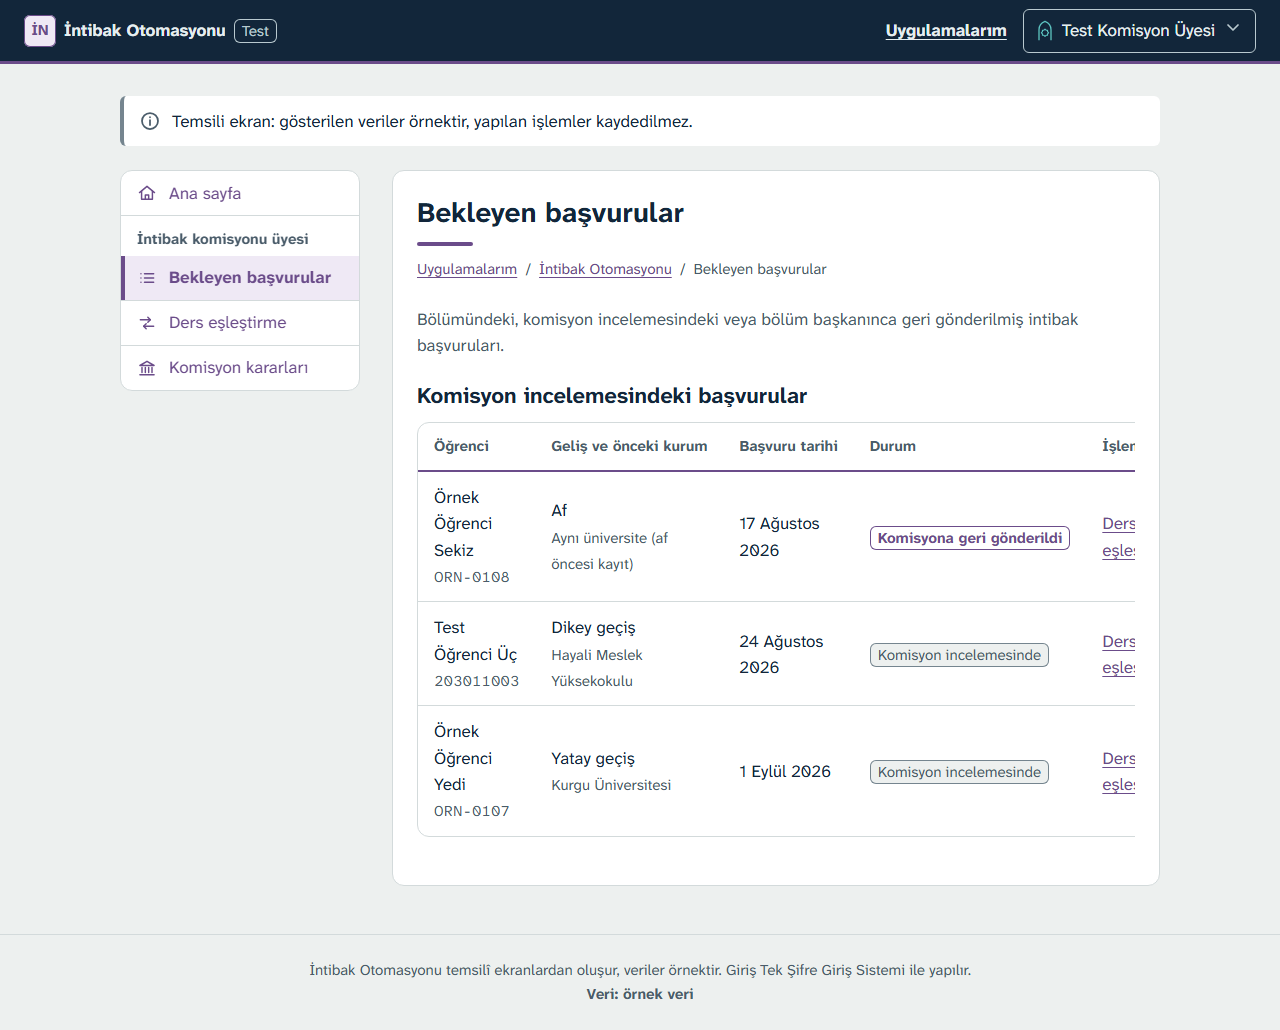 İN İntibak Otomasyonu Test
Uygulamalarım
Test Komisyon Üyesi
Temsili ekran: gösterilen veriler örnektir, yapılan işlemler kaydedilmez.
Ana sayfa
İntibak komisyonu üyesi
Bekleyen başvurular
Ders eşleştirme
Komisyon kararları
Bekleyen başvurular
Uygulamalarım / İntibak Otomasyonu / Bekleyen başvurular
Bölümündeki, komisyon incelemesindeki veya bölüm başkanınca geri gönderilmiş intibak
başvuruları.
Komisyon incelemesindeki başvurular
Öğrenci Geliş ve önceki kurum Başvuru tarihi Durum
Örnek
Öğrenci
Sekiz
ORN-0108
Af
Aynı üniversite (af
öncesi kayıt)
17 Ağustos
2026
Komisyona geri gönderildi
Ders
Test
Öğrenci Üç
203011003
Dikey geçiş
Hayali Meslek
Yüksekokulu
24 Ağustos
2026
Komisyon incelemesinde
Ders
Örnek
Öğrenci
Yedi
ORN-0107
Yatay geçiş
Kurgu Üniversitesi
1 Eylül 2026
Komisyon incelemesinde
Ders
İntibak Otomasyonu temsilî ekranlardan oluşur, veriler örnektir. Giriş Tek Şifre Giriş Sistemi ile yapılır.
Veri: örnek veri